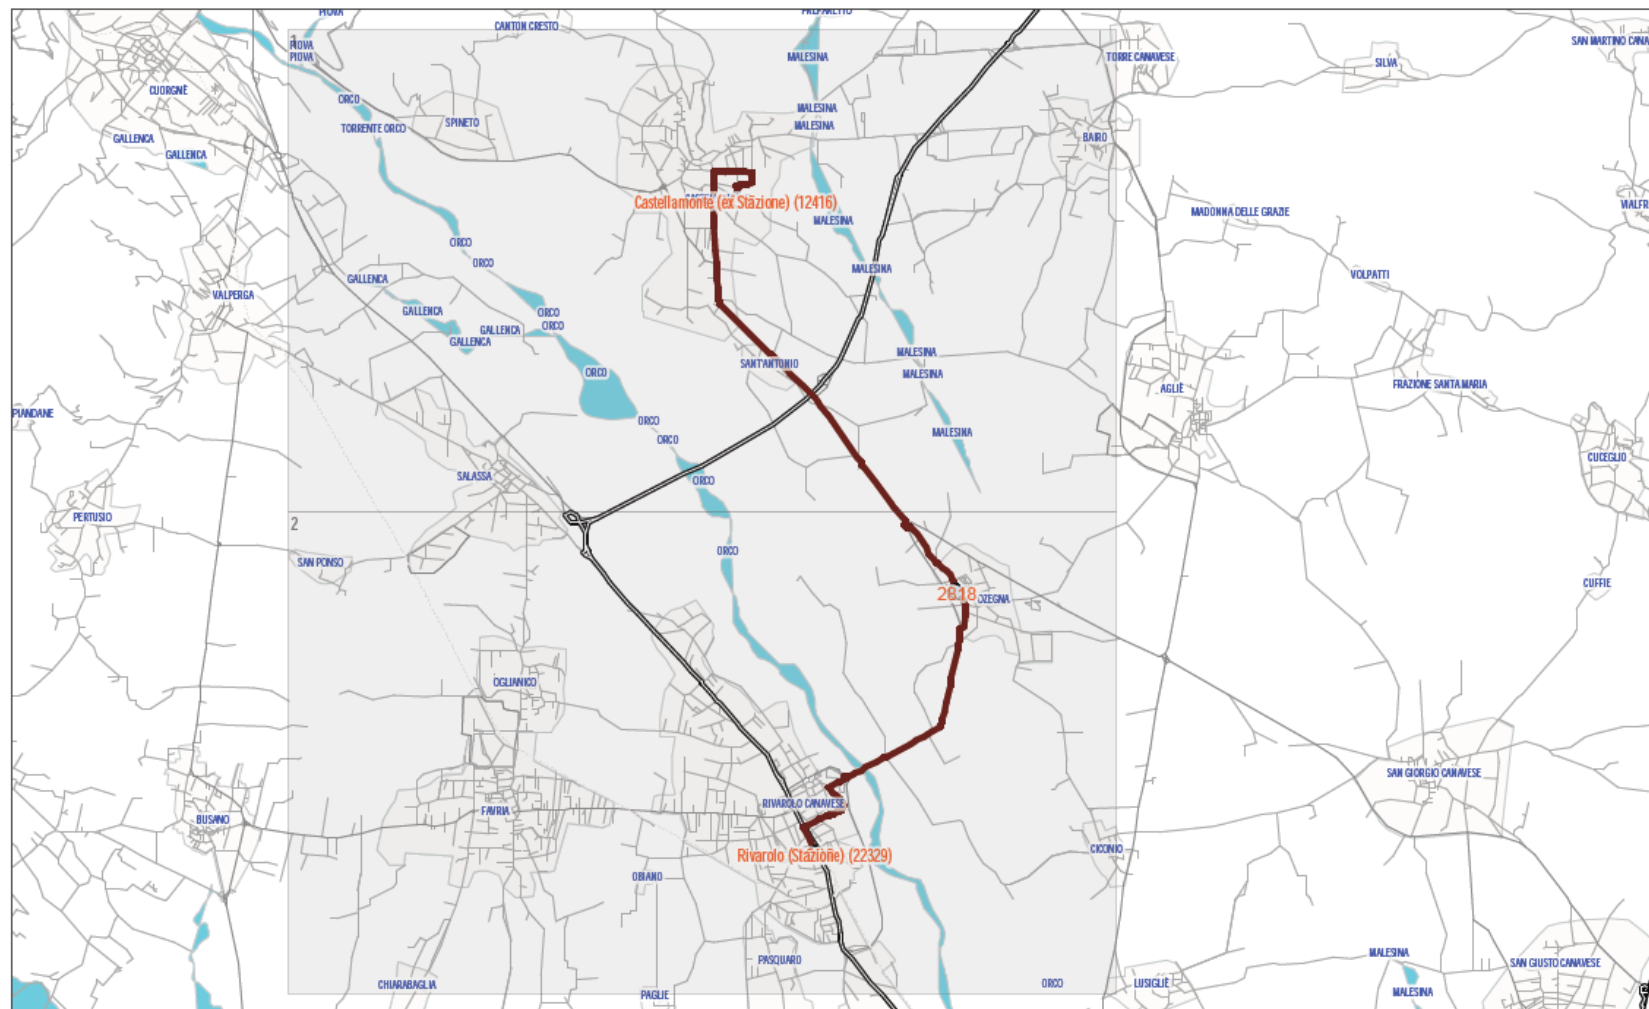 PIOVA
CANTON CRESTO
PREPARETTO
1
PIOVA
PIOVA
MALESINA
TORRE CANAVESE
SAN MARTINO CANA
SILVA
CUORGNÈ
ORCO
MALESINA
TORRENTE ORCO
SPINETO
MALESINA
GALLENCA
BAIRO
GALLENCA
Castellamonte (ex Stazione) (12416)
MADONNA DELLE GRAZIE
VIALFR
MALESINA
ORCO
ORCO
MALESINA
VOLPATTI
GALLENCA
VALPERGA
GALLENCA
ORCO
GALLENCA
ORCO
GALLENCA
MALESINA
SANT'ANTONIO
ORCO
MALESINA
AGLIÈ
FRAZIONE SANTA MARIA
PIANDANE
ORCO
MALESINA
ORCO
CUCEGLIO
SALASSA
ORCO
PERTUSIO
2
ORCO
SAN PONSO
CUFFIE
2818
OZEGNA
OGLIANICO
SAN GIORGIO CANAVESE
RIVAROLO CANAVESE
FAVRIA
BUSANO
CICONIO
Rivarolo (Stazione) (22329)
OBIANO
MALESINA
PASQUARO
SAN GIUSTO CANAVESE
CHIARABAGLIA
ORCO
LUSIGLIÈ
MALESINA
PAGLIE